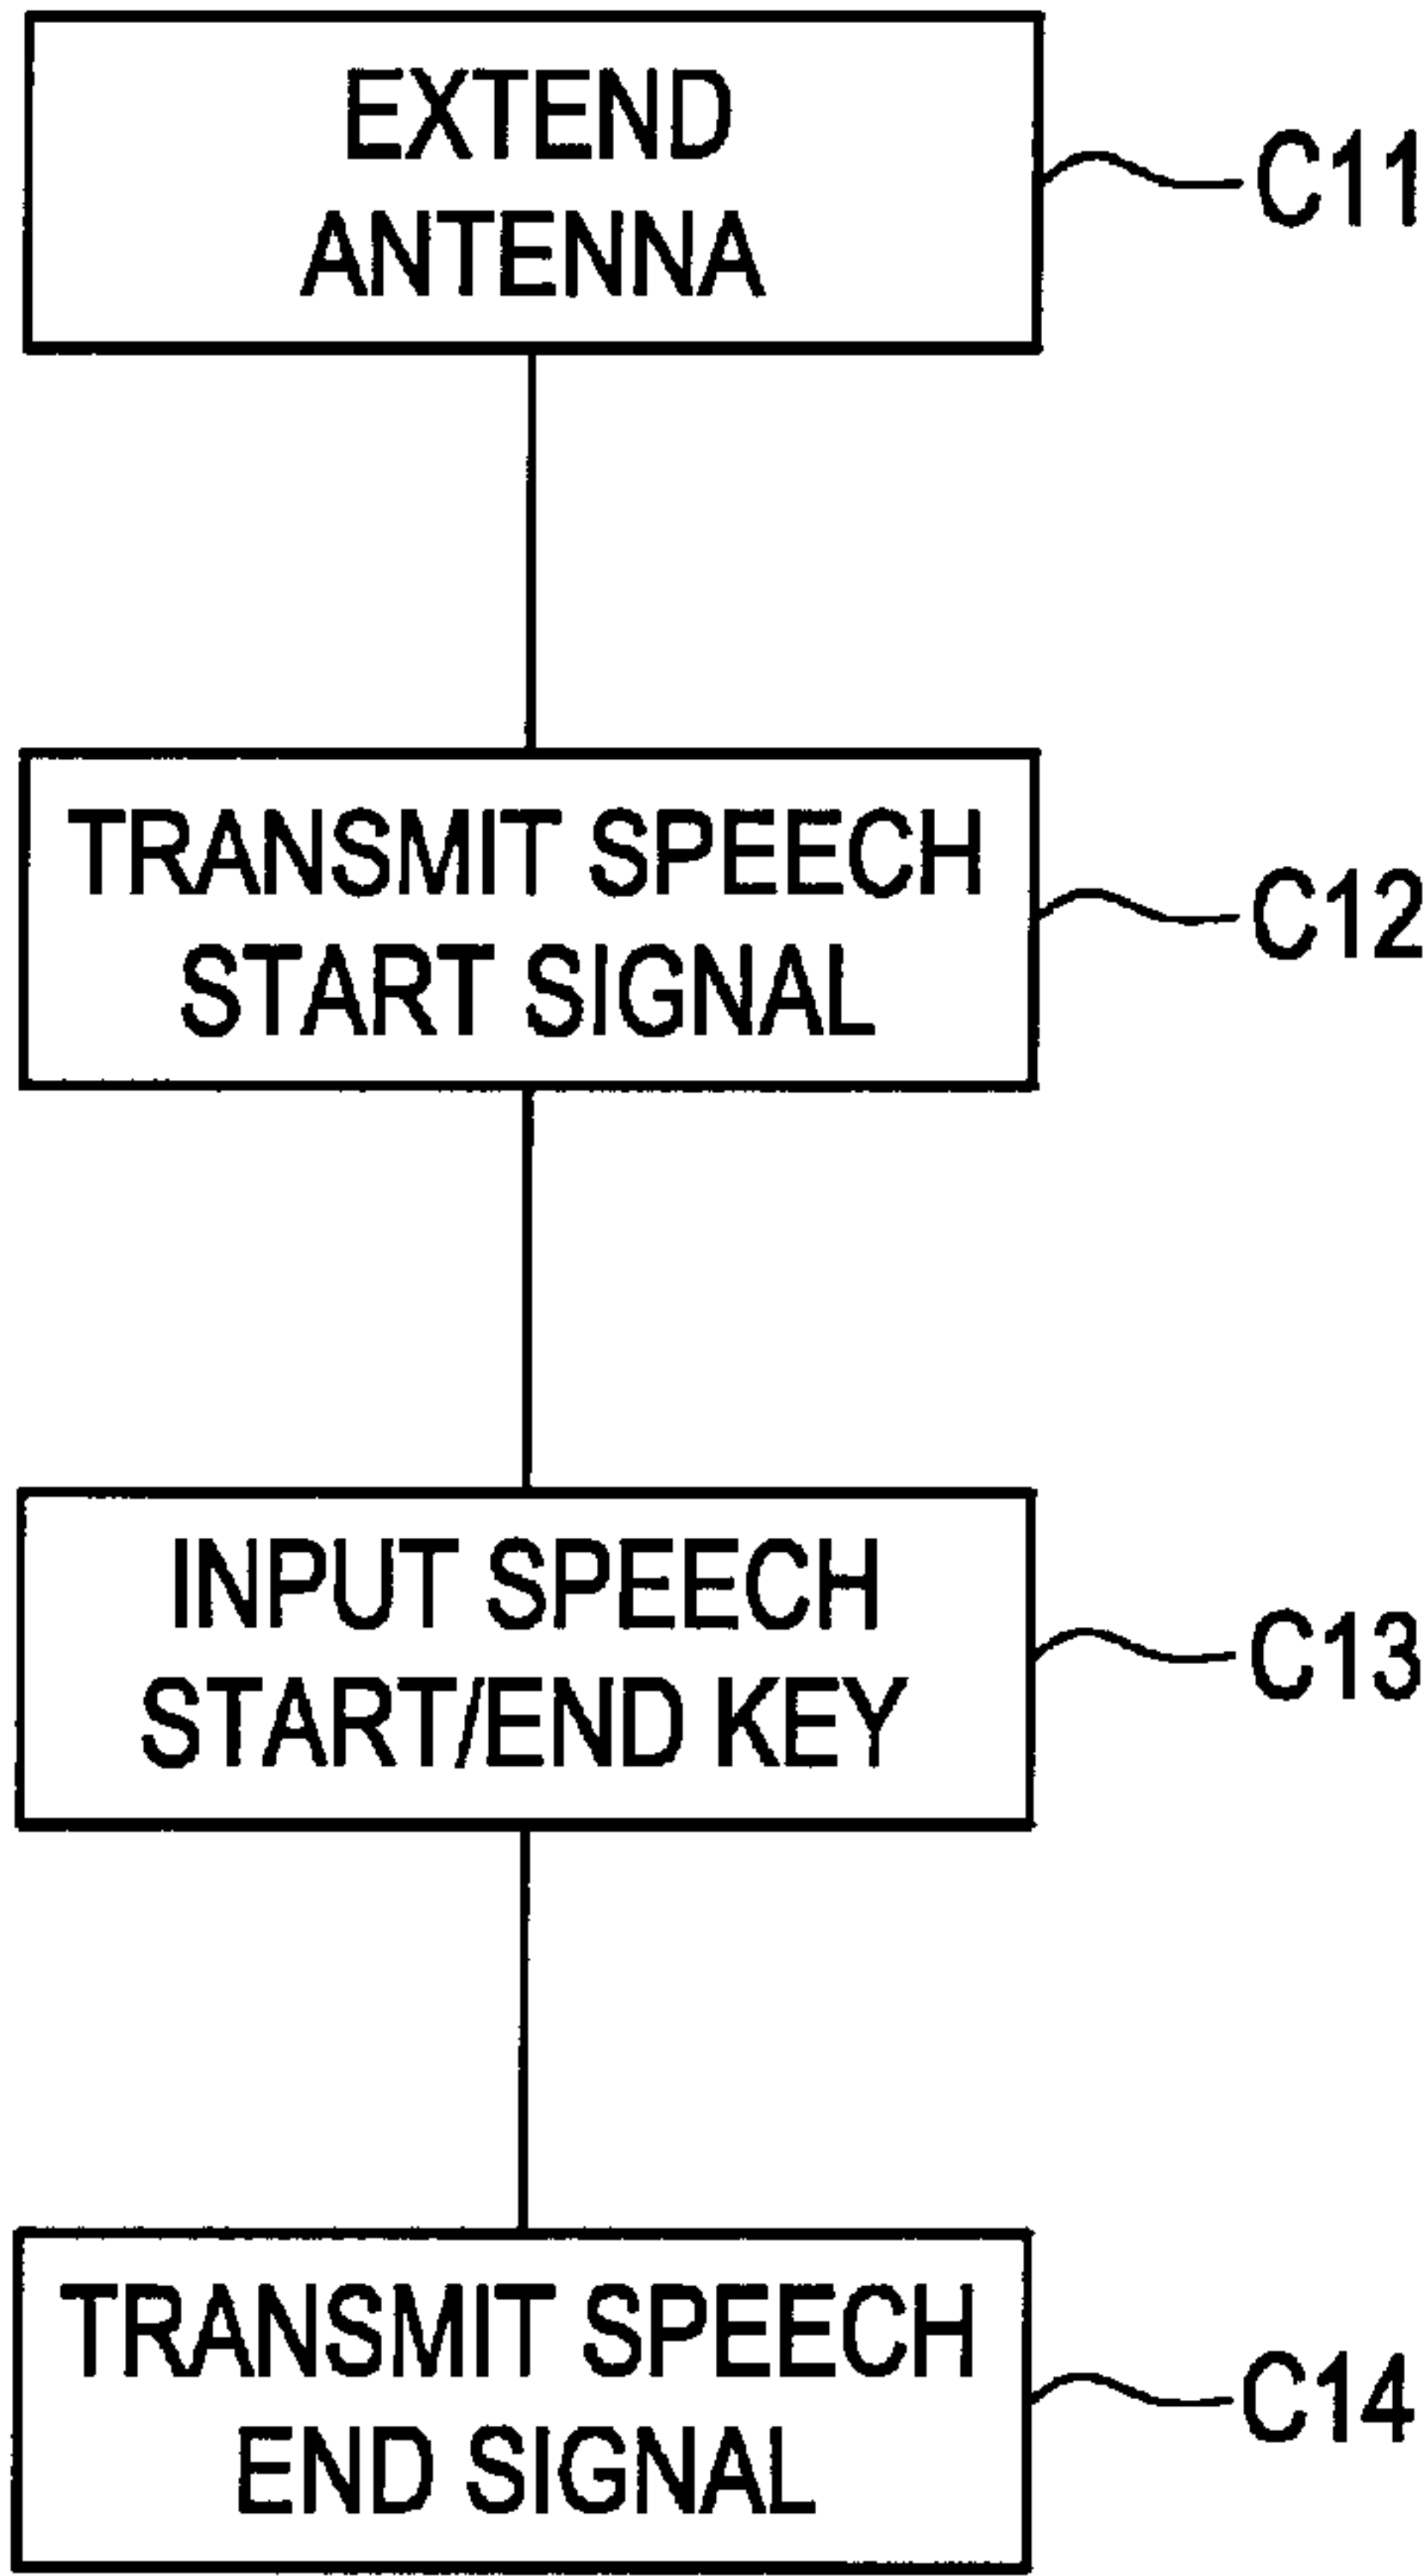 EXTEND
ANTENNA
C11
TRANSMIT SPEECH
START SIGNAL
C12
INPUT SPEECH
START/END KEY
C13
TRANSMIT SPEECH
END SIGNAL
C14